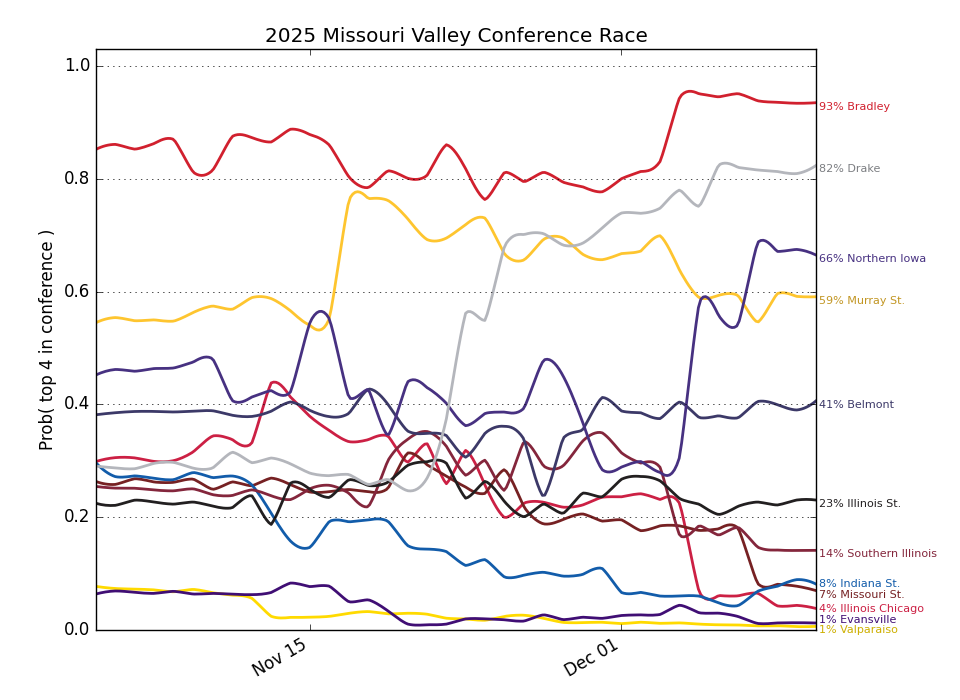 2025 Missouri Valley Conference Race
Prob( top 4 in conference )
1.0
0.8
0.6
0.4
0.2
0.0
Nov 15
Dec 01
93% Bradley
82% Drake
66% Northern Iowa
59% Murray St.
41% Belmont
23% Illinois St.
14% Southern Illinois
8% Indiana St.
7% Missouri St.
4% Illinois Chicago
1% Evansville
1% Valparaiso